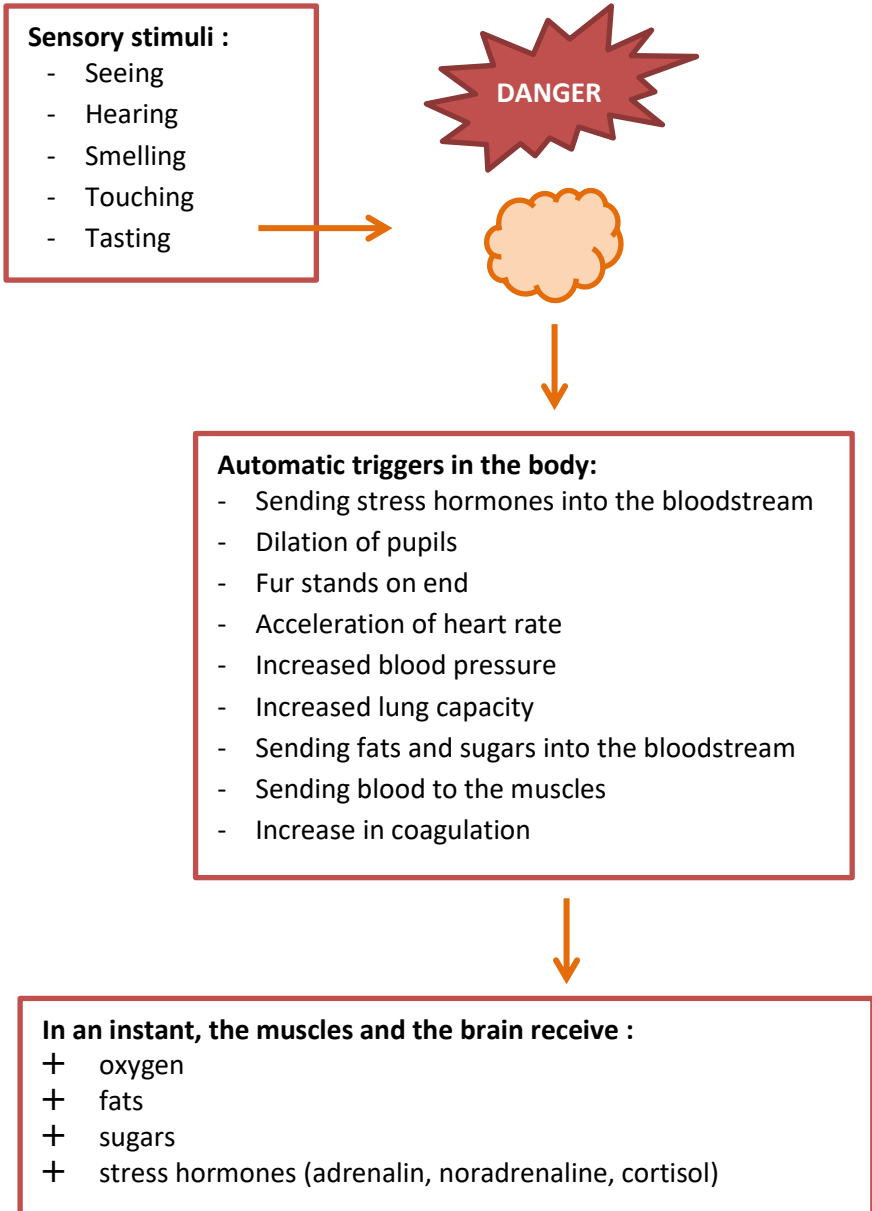 Sensory stimuli :
- Seeing
- Hearing
- Smelling
- Touching
- Tasting
DANGER
Automatic triggers in the body:
- Sending stress hormones into the bloodstream
- Dilation of pupils
- Fur stands on end
- Acceleration of heart rate
- Increased blood pressure
- Increased lung capacity
- Sending fats and sugars into the bloodstream
- Sending blood to the muscles
- Increase in coagulation
In an instant, the muscles and the brain receive :
+ oxygen
+ fats
+ sugars
+ stress hormones (adrenalin, noradrenaline, cortisol)